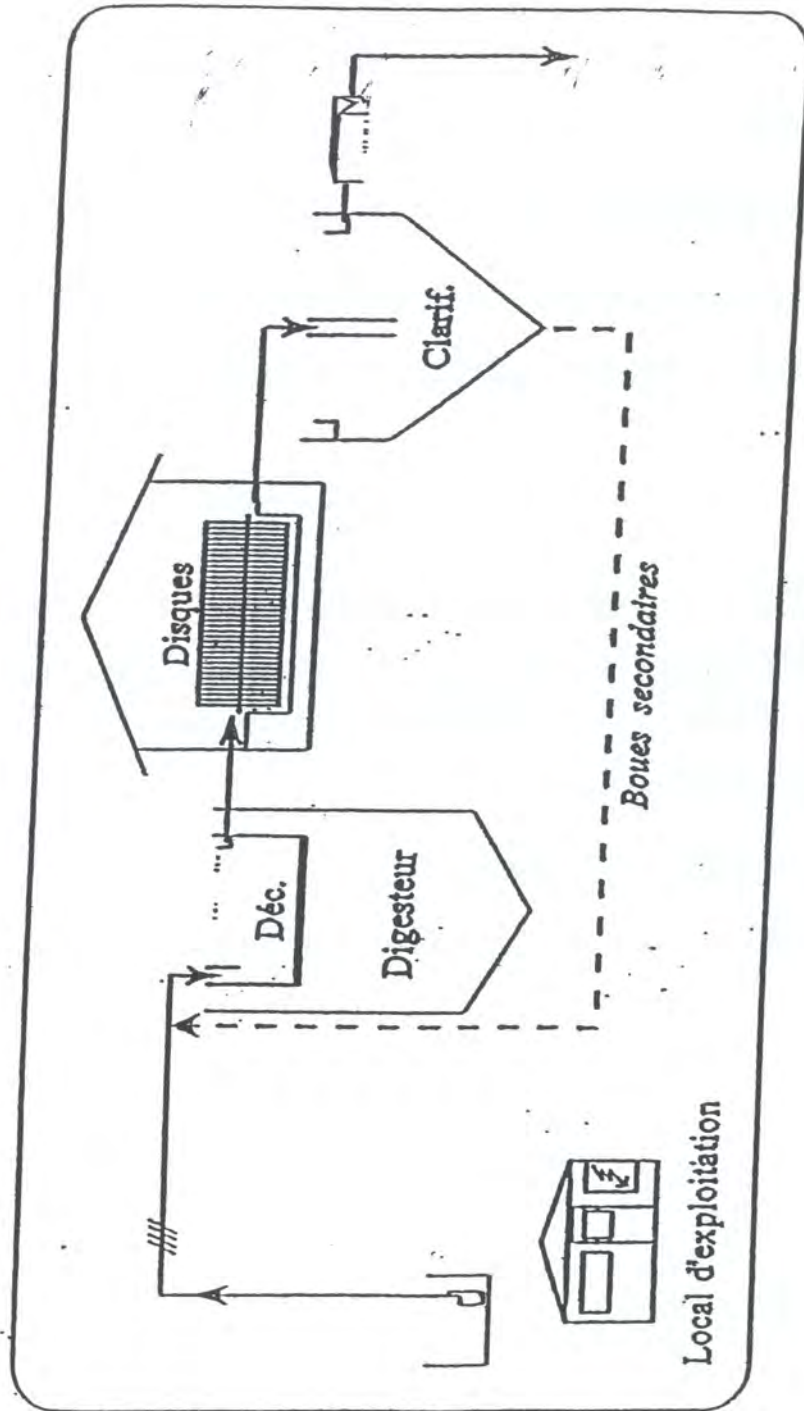 Disques
Déc.
Digesteur
Clarif.
Boues secondaires
Local d'exploitation